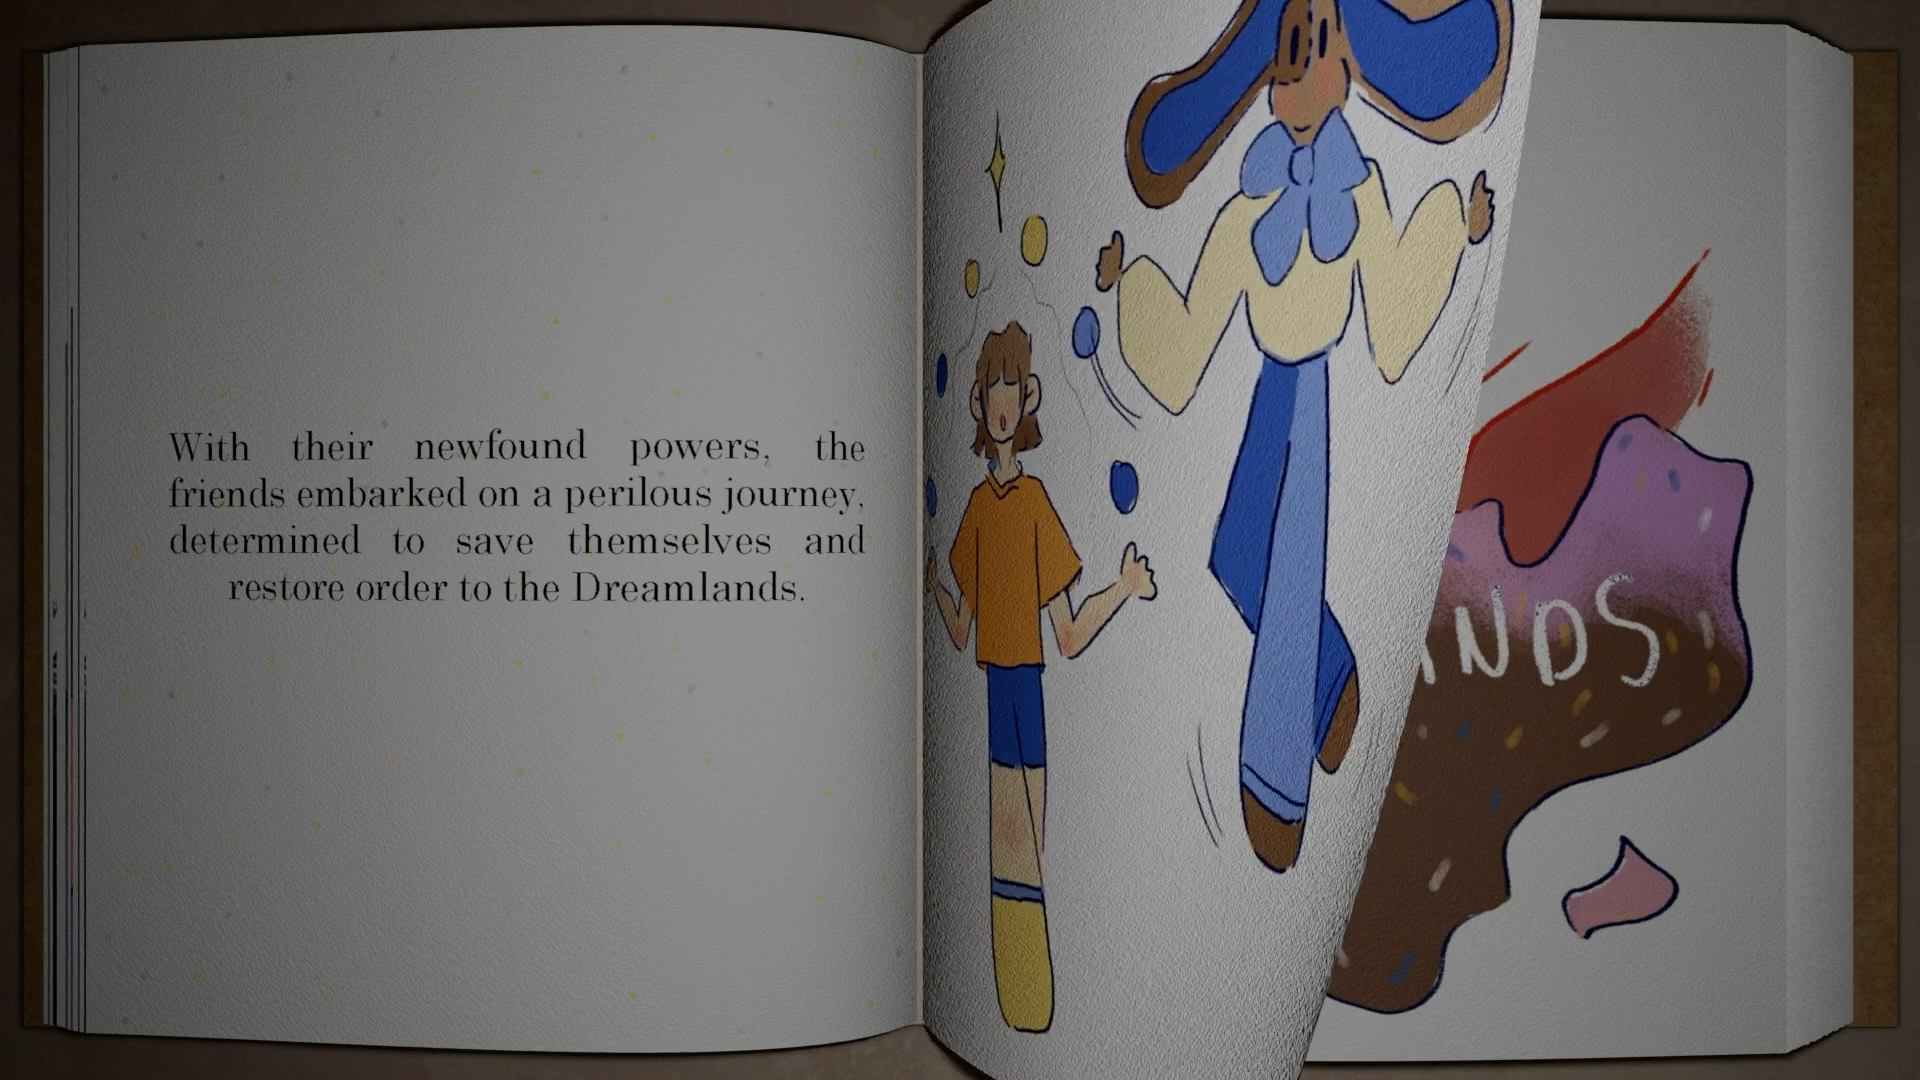 With their newfound powers, the
friends embarked on a perilous journey,
determined to save themselves and
restore order to the Dreamlands.
NDS